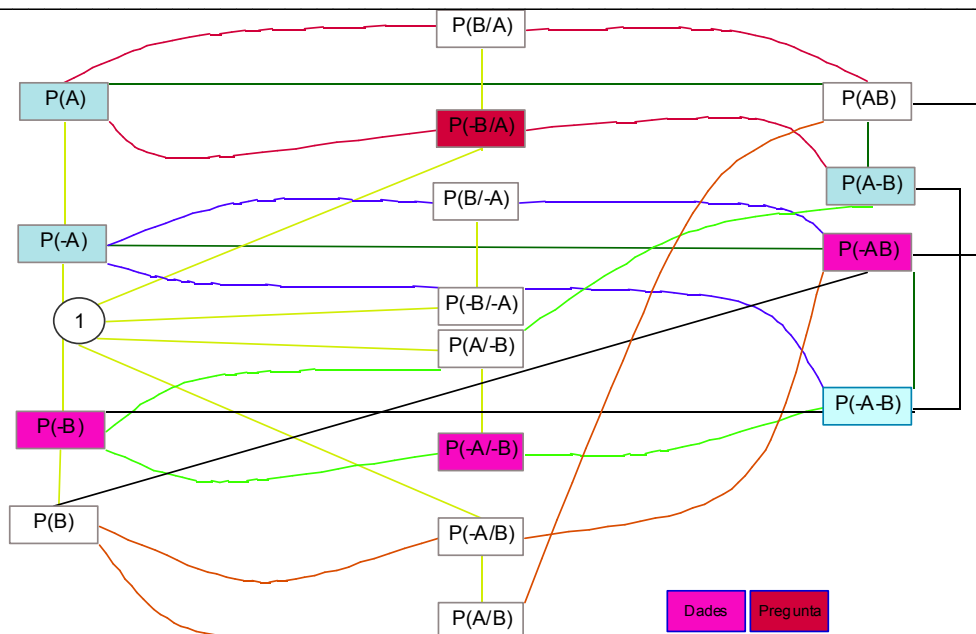 P(B/A)
P(A)
P(AB)
P(-B/A)
P(A-B)
P(B/-A)
P(-A)
P(-AB)
P(-B/-A)
1
P(A/-B)
P(-A-B)
P(-B)
P(-A/-B)
P(B)
P(-A/B)
P(A/B)
Dades
Pregunta